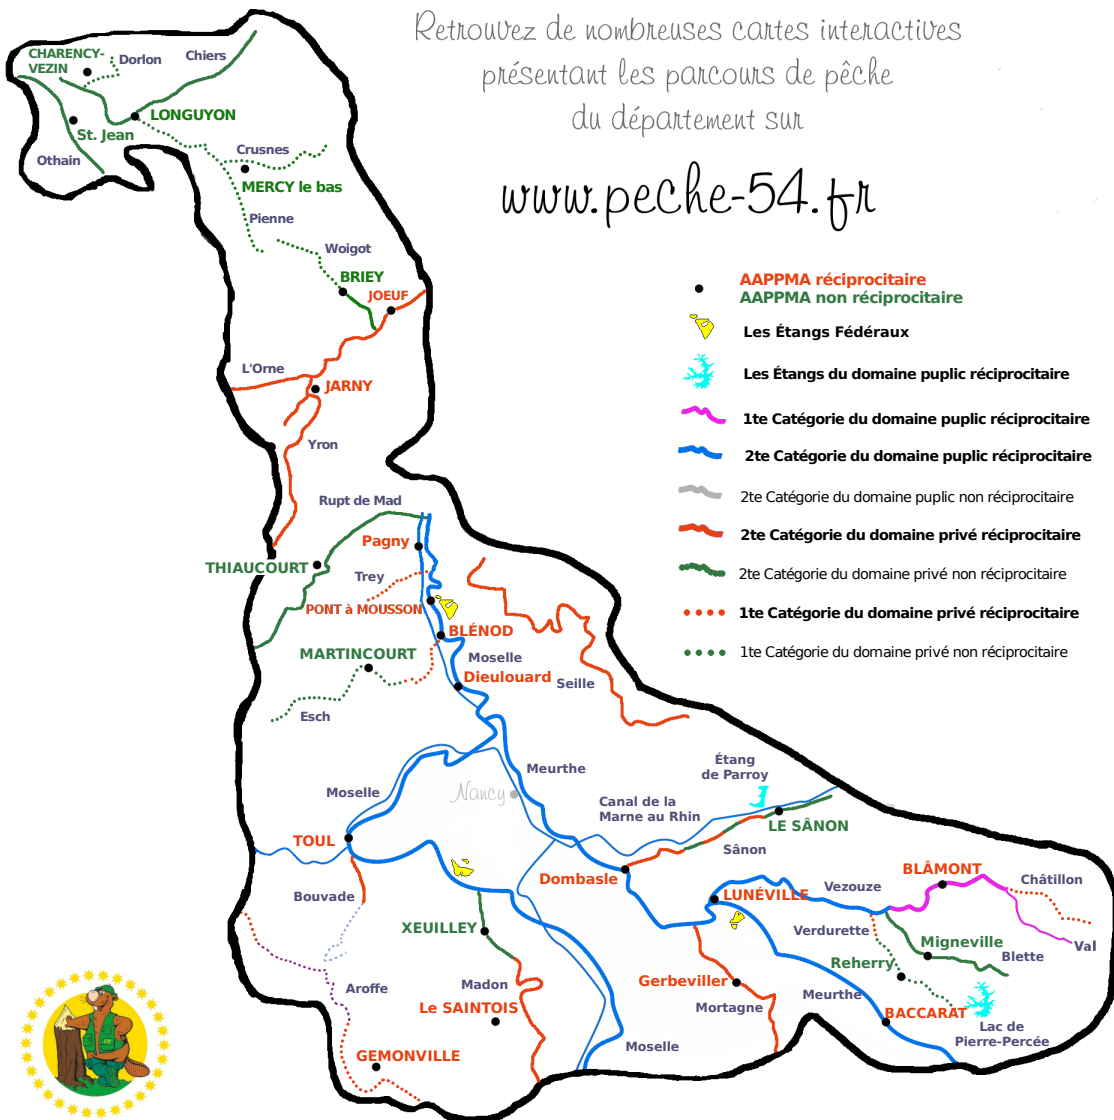 Retrouvez de nombreuses cartes interactives
présentant les parcours de pêche
du département sur
www.peche-54.fr
AAPPMA réciprocitaire
AAPPMA non réciprocitaire
Les Étangs Fédéraux
Les Étangs du domaine puplic réciprocitaire
1te Catégorie du domaine puplic réciprocitaire
2te Catégorie du domaine puplic réciprocitaire
2te Catégorie du domaine puplic non réciprocitaire
2te Catégorie du domaine privé réciprocitaire
2te Catégorie du domaine privé non réciprocitaire
1te Catégorie du domaine privé réciprocitaire
1te Catégorie du domaine privé non réciprocitaire
CHARENCY-
VEZIN
Dorlon
Chiers
LONGUYON
St. Jean
Othain
Crusnes
MERCY le bas
Pienne
Woigot
BRIEY
JOEUF
L'Orne
JARNY
Yron
Rupt de Mad
Pagny
THIAUCOURT
Trey
PONT à MOUSSON
BLÉNOD
MARTINCOURT
Moselle
Dieulouard
Seille
Esch
Meurthe
Étang
de Parroy
Moselle
Nancy
Canal de la
Marne au Rhin
LE SÂNON
TOUL
Sânon
Dombasle
BLÂMONT
Châtillon
Bouvade
LUNÉVILLE
Vezouze
XEUILLEY
Verdurette
Migneville
Val
Blette
Reherry
Aroffe
Madon
Gerbeviller
Meurthe
Le SAINTOIS
Mortagne
BACCARAT
Lac de
Pierre-Percée
GEMONVILLE
Moselle